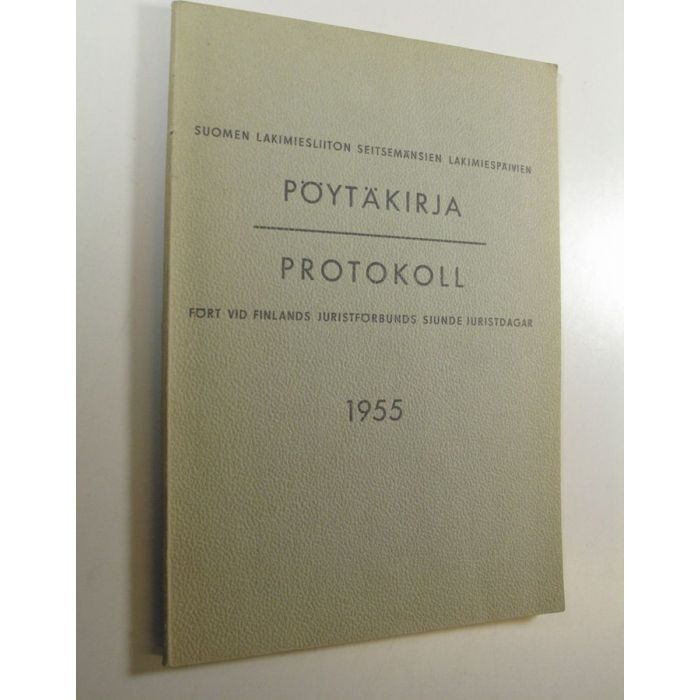 SUOMEN LAKIMIESLIITON SEITSEMÄNSIEN LAKIMIESPÄIVIEN
PÖYTÄKIRJA
PROTOKOLL
FÖRT VID FINLANDS JURISTFÖRBUNDS SJUNDE JURISTDAGAR
1955